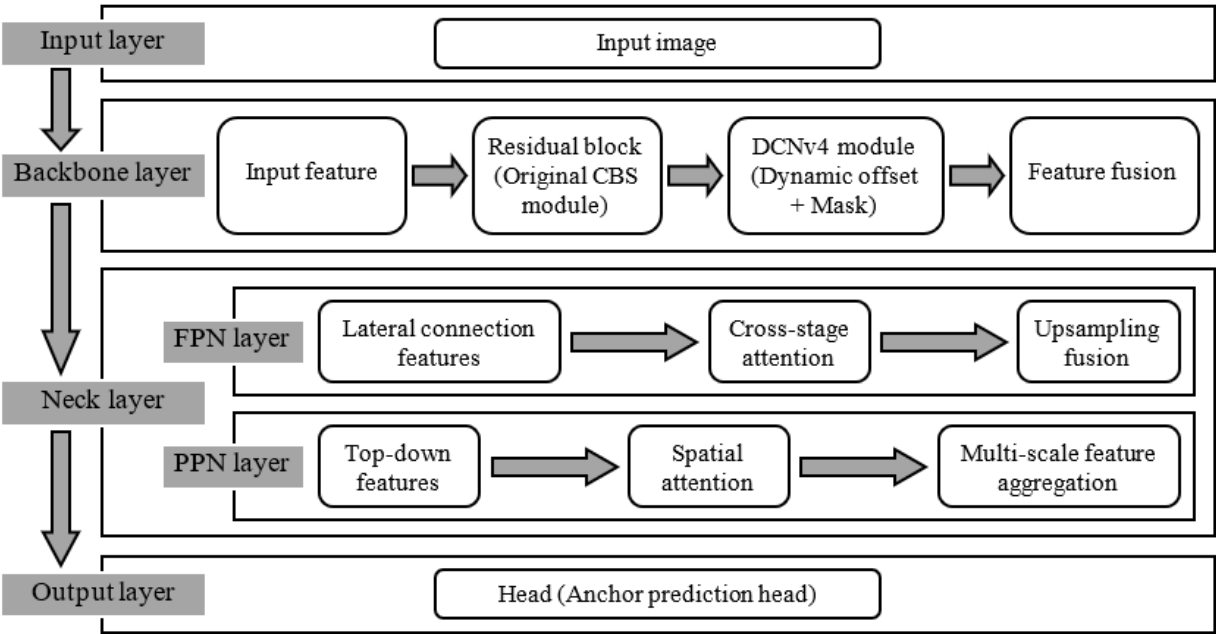 Input layer
Input image
Backbone layer
Input feature
Residual block
(Original CBS
module)
DCNv4 module
(Dynamic offset
+ Mask)
Feature fusion
Neck layer
FPN layer
Lateral connection
features
Cross-stage
attention
Upsampling
fusion
PPN layer
Top-down
features
Spatial
attention
Multi-scale feature
aggregation
Output layer
Head (Anchor prediction head)